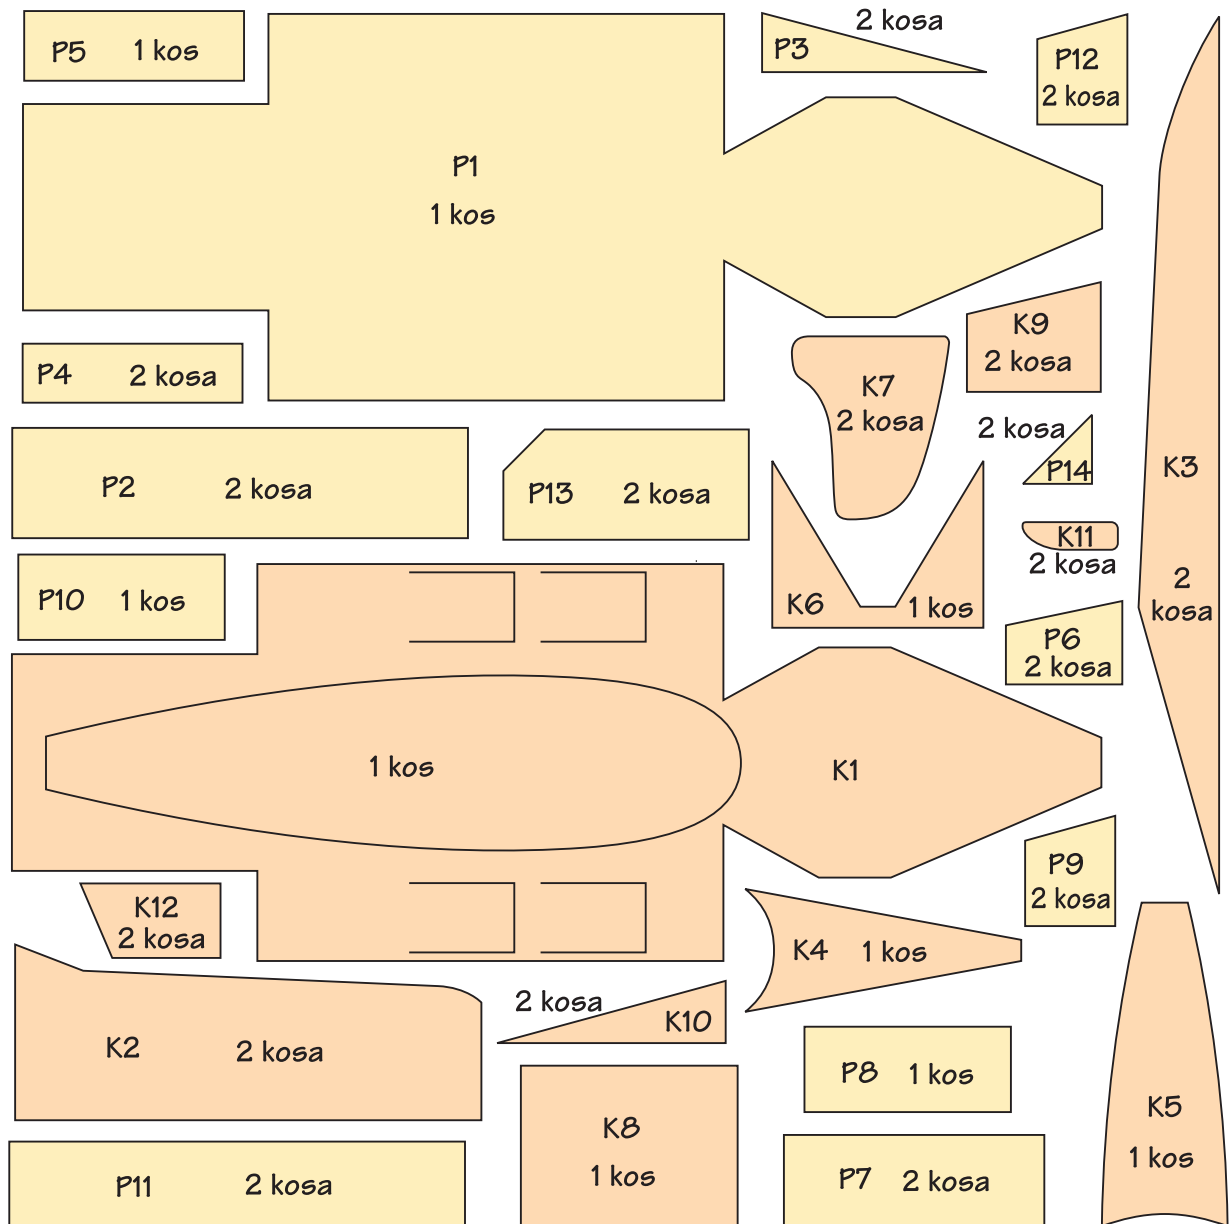 P5 1 kos
P1
1 kos
P3
2 kosa
P12
2 kosa
K3
2
kosa
P4 2 kosa
K9
2 kosa
K7
2 kosa
2 kosa
P14
P2 2 kosa
P13 2 kosa
K11
2 kosa
P10 1 kos
K6 1 kos
P6
2 kosa
1 kos
K1
P9
2 kosa
K12
2 kosa
K4 1 kos
2 kosa
K10
K2 2 kosa
P8 1 kos
K5
1 kos
K8
1 kos
P11 2 kosa
P7 2 kosa